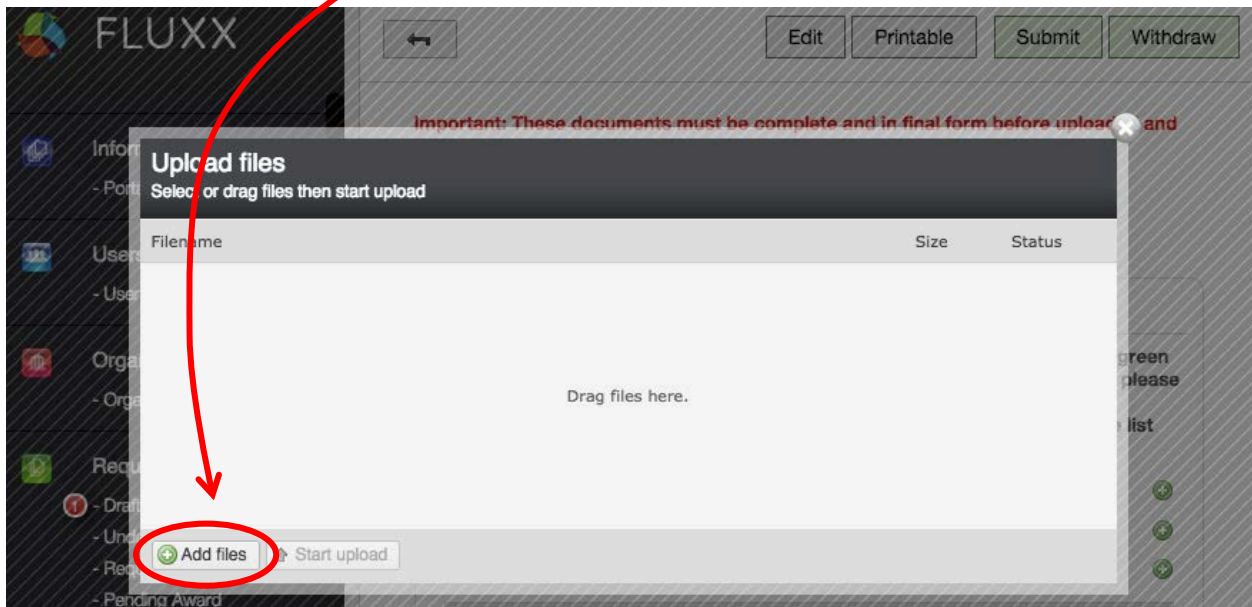 FLUXX
Edit Printable Submit Withdraw
Important: These documents must be complete and in final form before and
Upload files
Select or drag files then start upload
Filename Size Status
Drag files here.
green
please
list
1
Add files Start upload
- Pending Award